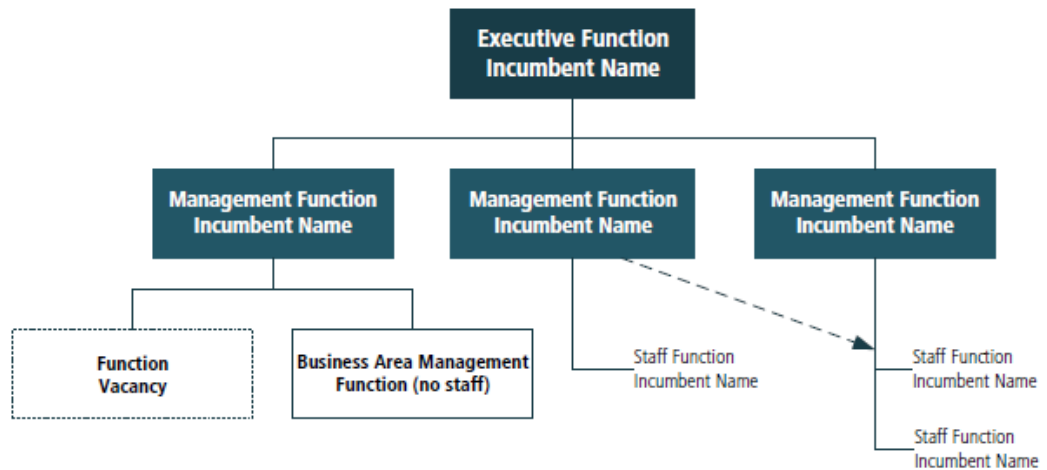 Executive Function
Incumbent Name
Management Function
Incumbent Name
Management Function
Incumbent Name
Management Function
Incumbent Name
Function
Vacancy
Business Area Management
Function (no staff)
Staff Function
Incumbent Name
Staff Function
Incumbent Name
Staff Function
Incumbent Name